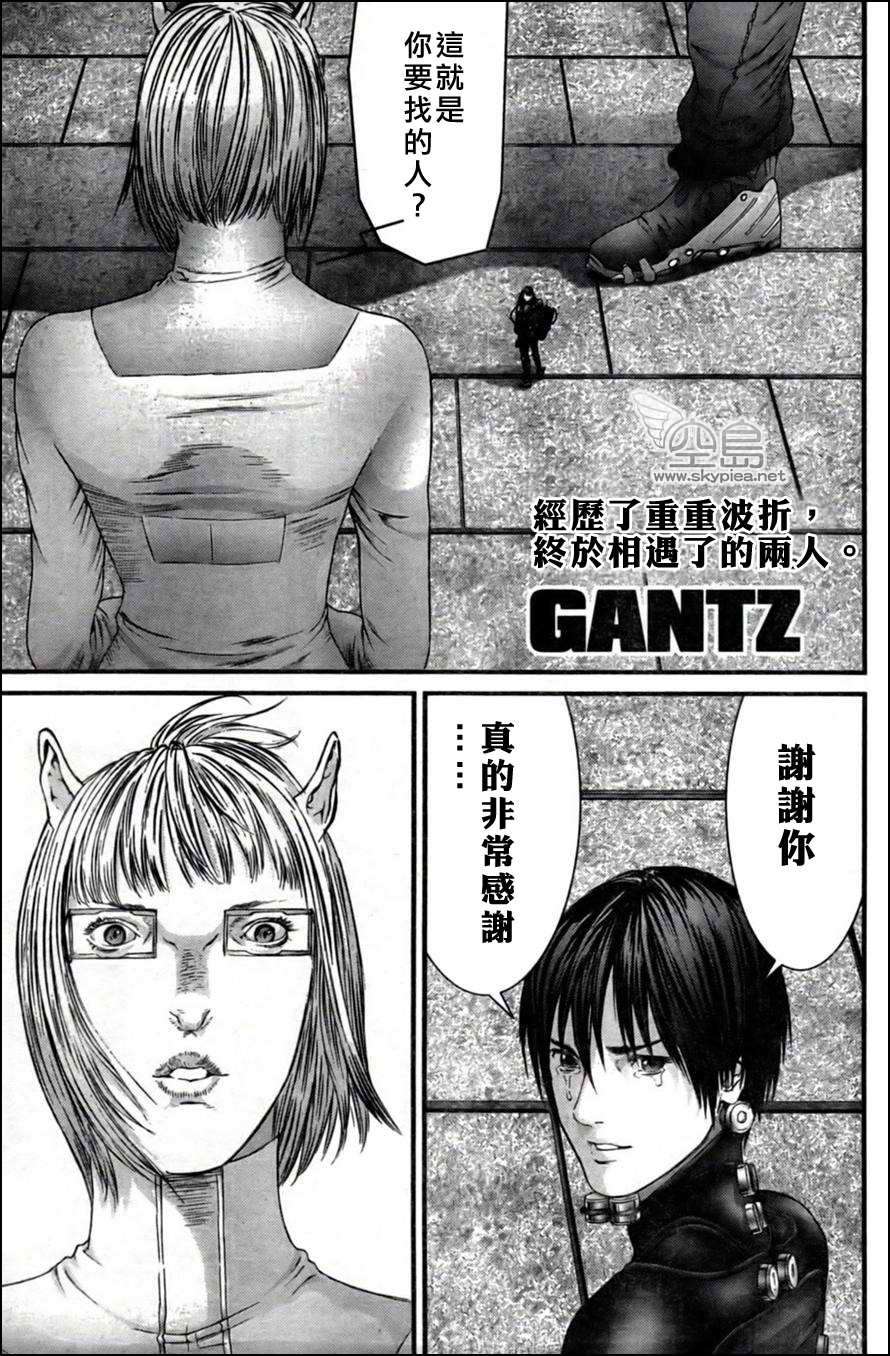 這就是
你要找的人？
空島
www.skypiea.net
經歷了重重波折，
終於相遇了的兩人。
GANTZ
謝謝你
真的非常感謝
……